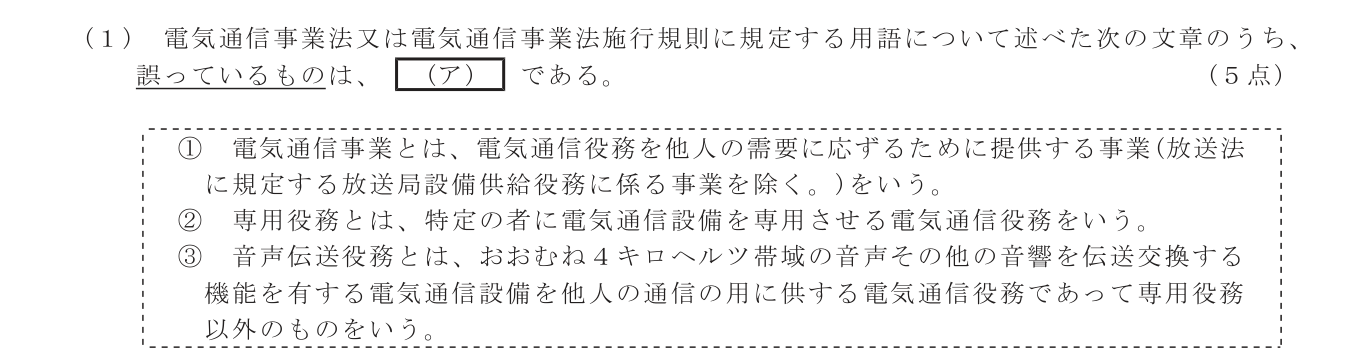 (1) 電気通信事業法又は電気通信事業法施行規則に規定する用語について述べた次の文章のうち、
誤っているものは、 (ア) である。 (5点)
① 電気通信事業とは、電気通信役務を他人の需要に応ずるために提供する事業(放送法
に規定する放送局設備供給役務に係る事業を除く。)をいう。
② 専用役務とは、特定の者に電気通信設備を専用させる電気通信役務をいう。
③ 音声伝送役務とは、おおむね4キロヘルツ帯域の音声その他の音響を伝送交換する
機能を有する電気通信設備を他人の通信の用に供する電気通信役務であって専用役務
以外のものをいう。